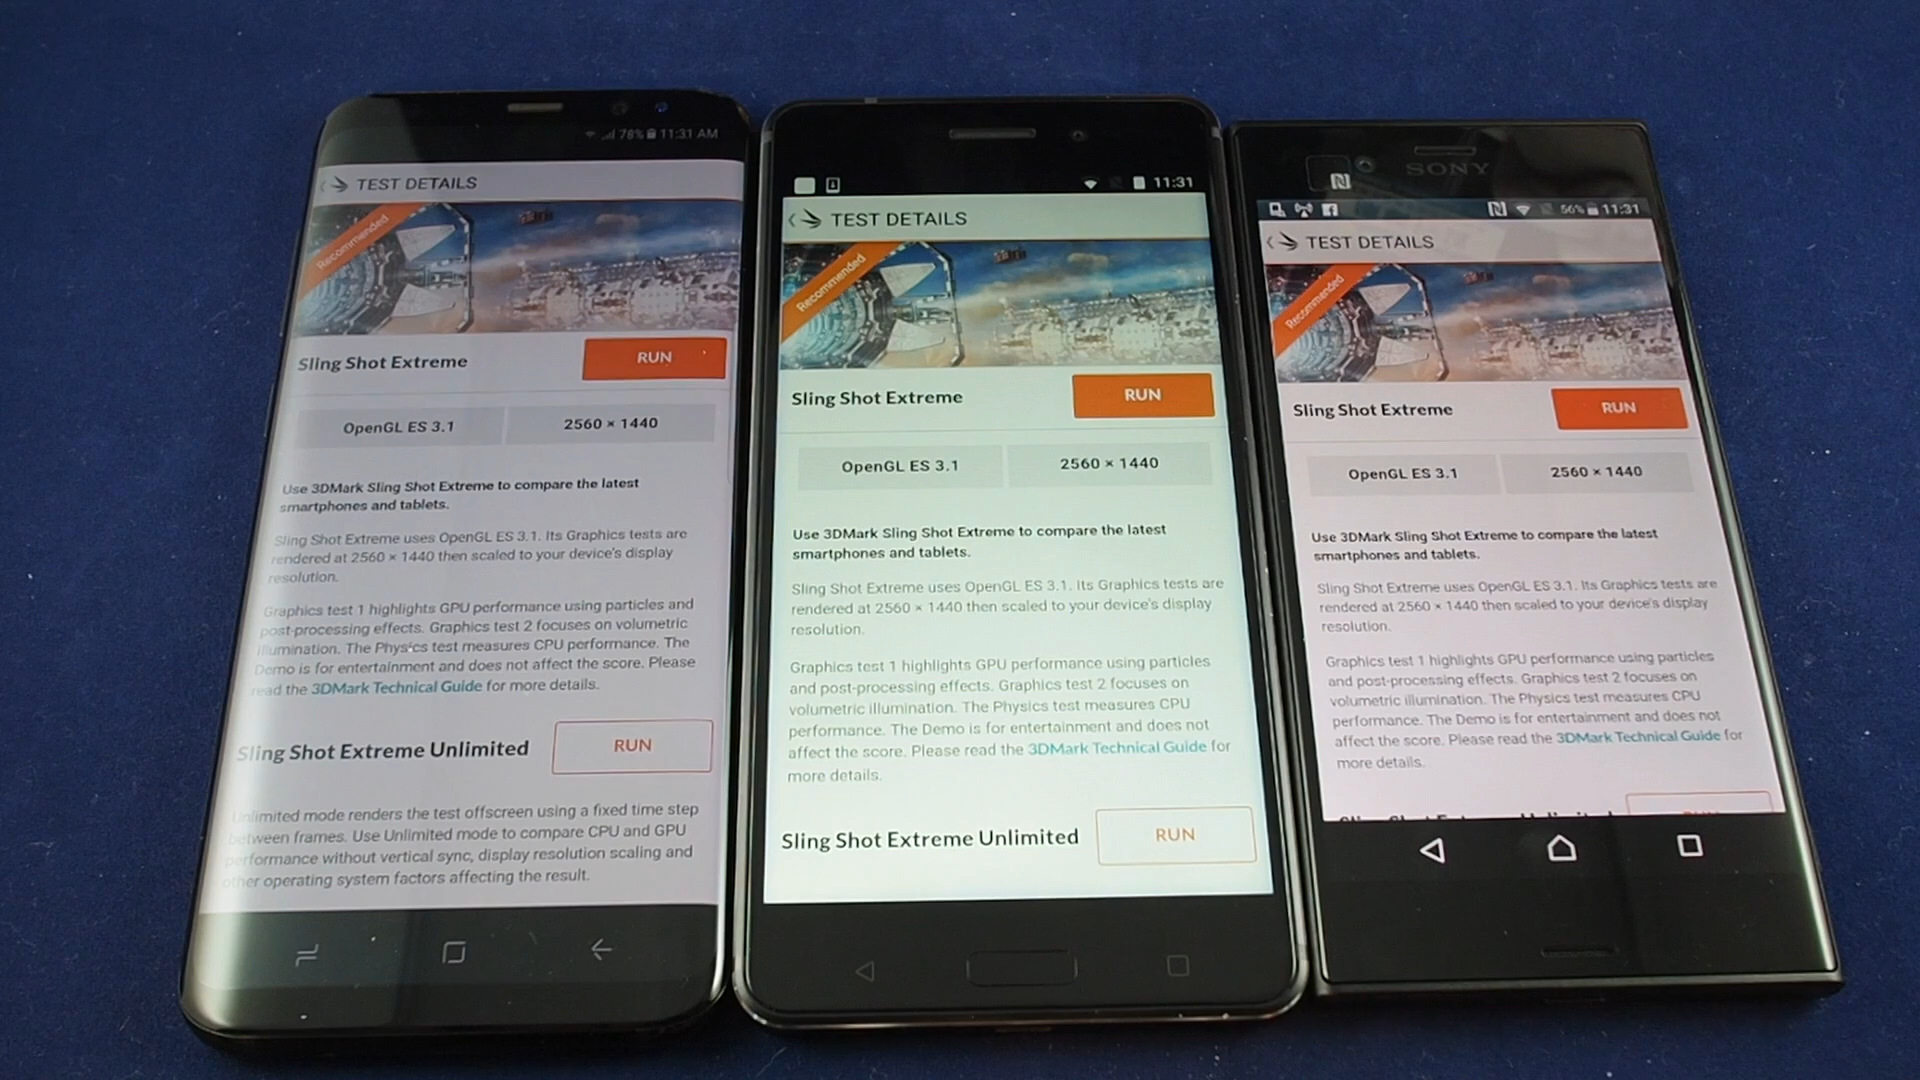 78% 11:31 AM
TEST DETAILS
Recommended
Sling Shot Extreme
RUN
OpenGL ES 3.1
2560 × 1440
Use 3DMark Sling Shot Extreme to compare the latest
smartphones and tablets.
Sling Shot Extreme uses OpenGL ES 3.1. Its Graphics tests are
rendered at 2560 × 1440 then scaled to your device's display
resolution.
Graphics test 1 highlights GPU performance using particles and
post-processing effects. Graphics test 2 focuses on volumetric
illumination. The Physics test measures CPU performance. The
Demo is for entertainment and does not affect the score. Please
read the 3DMark Technical Guide for more details.
Sling Shot Extreme Unlimited
RUN
Unlimited mode renders the test offscreen using a fixed time step
between frames. Use Unlimited mode to compare CPU and GPU
performance without vertical sync, display resolution scaling and
other operating system factors affecting the result.
11:31
TEST DETAILS
Recommended
Sling Shot Extreme
RUN
OpenGL ES 3.1
2560 × 1440
Use 3DMark Sling Shot Extreme to compare the latest
smartphones and tablets.
Sling Shot Extreme uses OpenGL ES 3.1. Its Graphics tests are
rendered at 2560 × 1440 then scaled to your device's display
resolution.
Graphics test 1 highlights GPU performance using particles
and post-processing effects. Graphics test 2 focuses on
volumetric illumination. The Physics test measures CPU
performance. The Demo is for entertainment and does not
affect the score. Please read the 3DMark Technical Guide for
more details.
Sling Shot Extreme Unlimited
RUN
SONY
56% 11:31
TEST DETAILS
Recommended
Sling Shot Extreme
RUN
OpenGL ES 3.1
2560 × 1440
Use 3DMark Sling Shot Extreme to compare the latest
smartphones and tablets.
Sling Shot Extreme uses OpenGL ES 3.1. Its Graphics tests are
rendered at 2560 × 1440 then scaled to your device's display
resolution.
Graphics test 1 highlights GPU performance using particles
and post-processing effects. Graphics test 2 focuses on
volumetric illumination. The Physics test measures CPU
performance. The Demo is for entertainment and does not
affect the score. Please read the 3DMark Technical Guide for
more details.